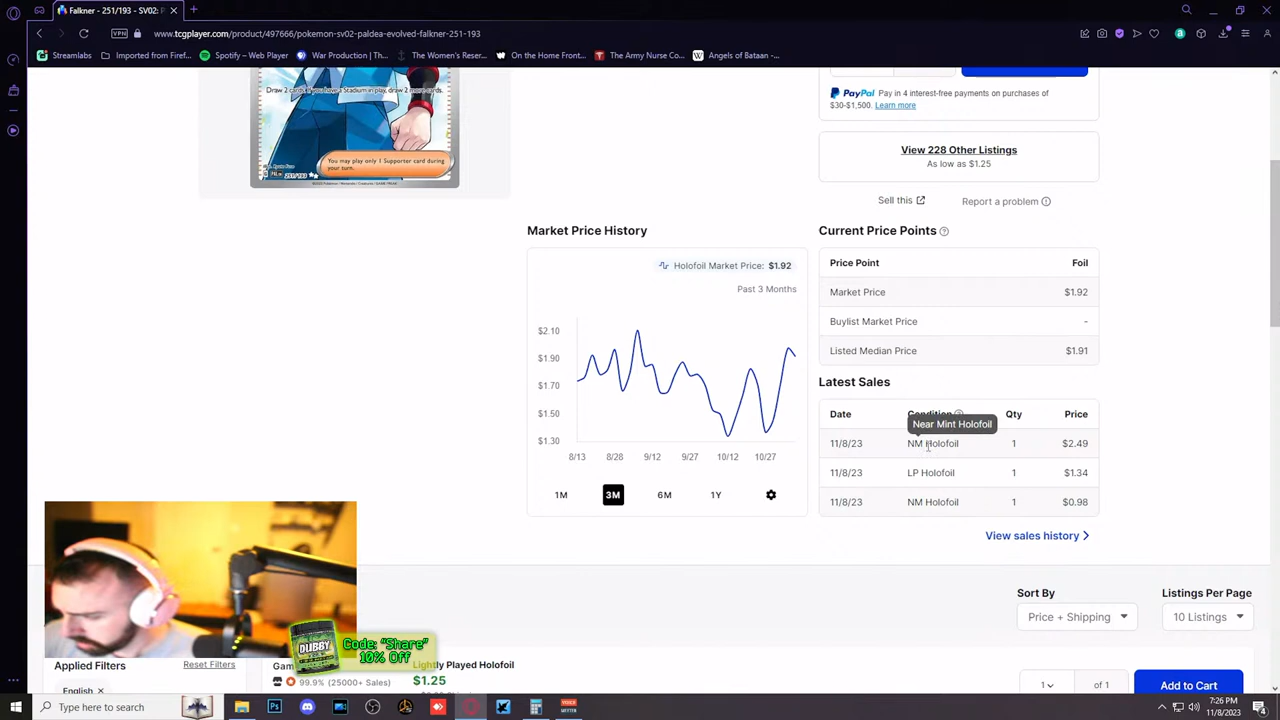 Falkner - 251/193 - SV02: Pald
VPN
www.tcgplayer.com/product/497666/pokemon-sv02-paldea-evolved-falkner-251-193
Streamlabs
Imported from Firef...
Spotify – Web Player
War Production | Th...
The Women's Reser...
On the Home Front...
The Army Nurse Co...
Angels of Bataan -...
Draw 2 cards. If you have a Stadium in play, draw 2 more cards.
You may play only 1 Supporter card during
your turn.
251/193
PayPal Pay in 4 interest-free payments on purchases of
$30-$1,500. Learn more
View 228 Other Listings
As low as $1.25
Sell this
Report a problem
Market Price History
Holofoil Market Price: $1.92
Past 3 Months
$2.10
$1.90
$1.70
$1.50
$1.30
8/13 8/28 9/12 9/27 10/12 10/27
1M 3M 6M 1Y
Current Price Points
Price Point Foil
Market Price $1.92
Buylist Market Price -
Listed Median Price $1.91
Latest Sales
Date Condition Qty Price
Near Mint Holofoil
11/8/23 NM Holofoil 1 $2.49
11/8/23 LP Holofoil 1 $1.34
11/8/23 NM Holofoil 1 $0.98
View sales history
Sort By
Price + Shipping
Listings Per Page
10 Listings
DUBBY
Code: "Share"
10% Off
Applied Filters
Reset Filters
English
Lightly Played Holofoil
99.9% (25000+ Sales)
$1.25
1
of 1
Add to Cart
Type here to search
VOICE
MEETER
7:26 PM
11/8/2023
4